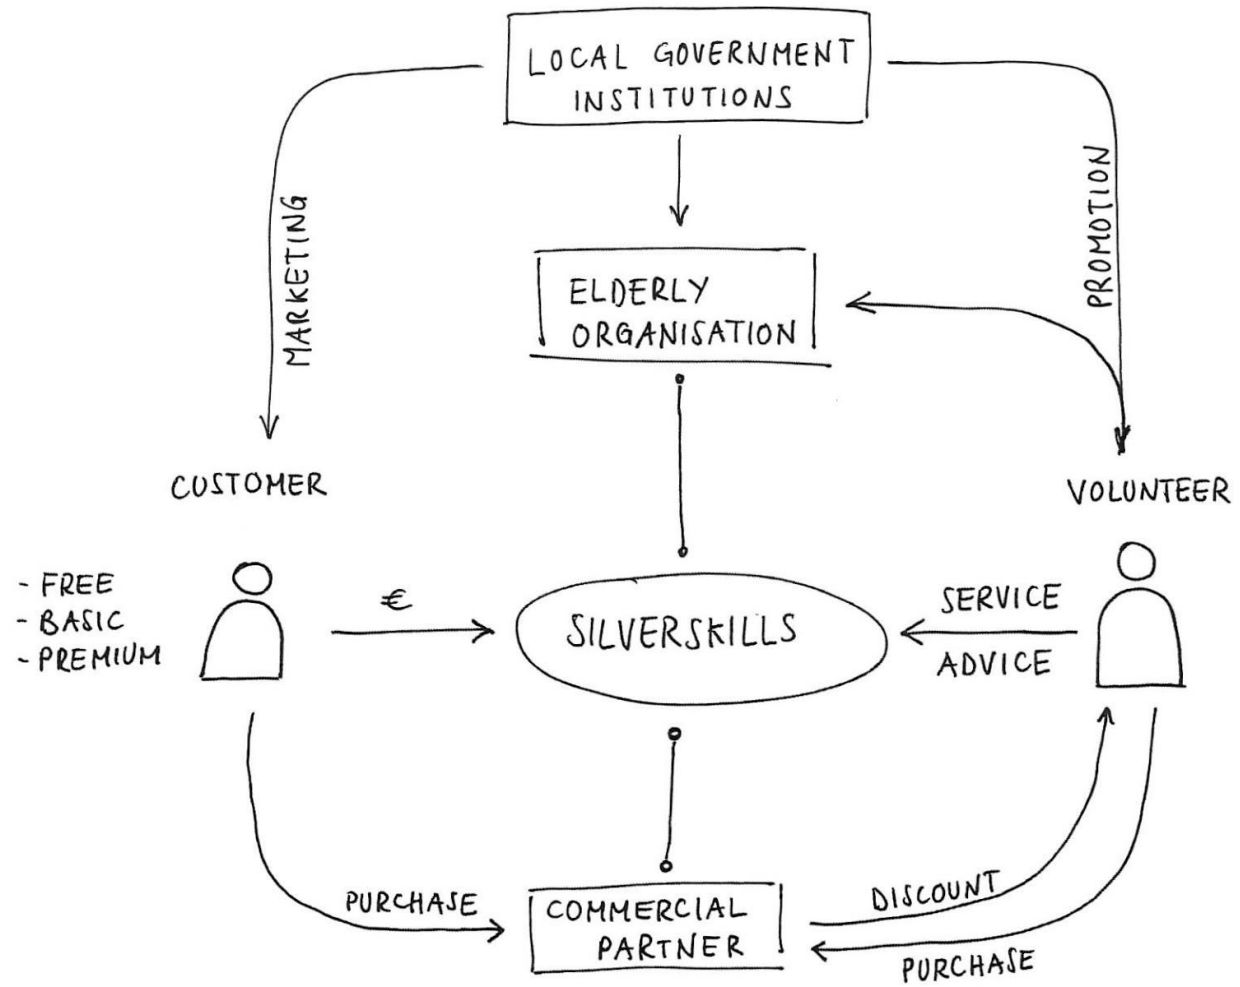 LOCAL GOVERNMENT
INSTITUTIONS
MARKETING
PROMOTION
ELDERLY
ORGANISATION
CUSTOMER
VOLUNTEER
- FREE
- BASIC
- PREMIUM
€
SILVERSKILLS
SERVICE
ADVICE
PURCHASE
COMMERCIAL
PARTNER
DISCOUNT
PURCHASE